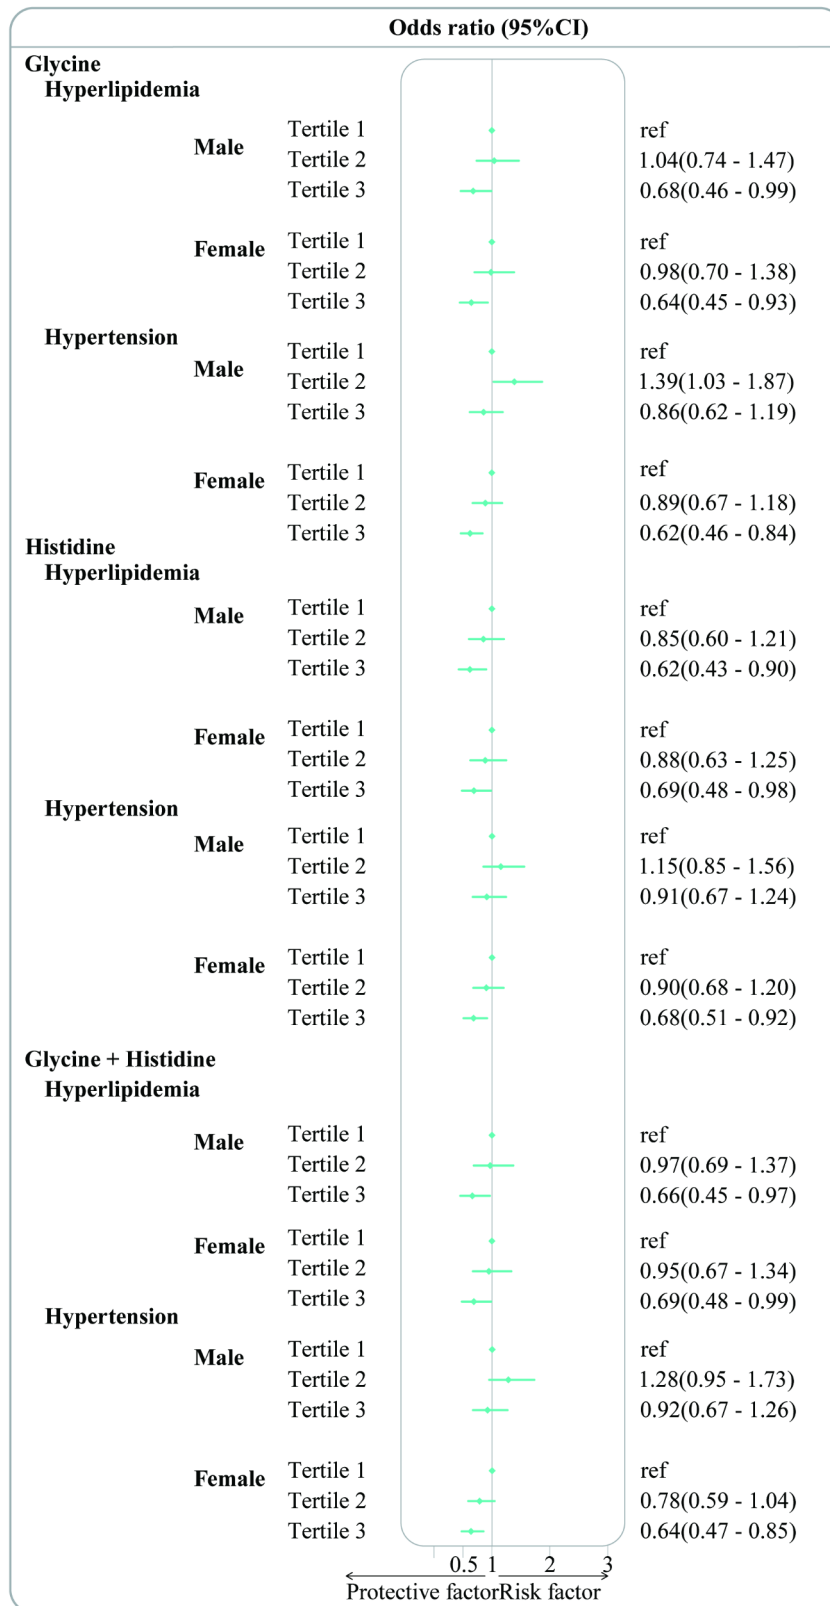 Odds ratio (95%CI)
Glycine
Hyperlipidemia
Male
Tertile 1 ref
Tertile 2 1.04(0.74 - 1.47)
Tertile 3 0.68(0.46 - 0.99)
Female
Tertile 1 ref
Tertile 2 0.98(0.70 - 1.38)
Tertile 3 0.64(0.45 - 0.93)
Hypertension
Male
Tertile 1 ref
Tertile 2 1.39(1.03 - 1.87)
Tertile 3 0.86(0.62 - 1.19)
Female
Tertile 1 ref
Tertile 2 0.89(0.67 - 1.18)
Tertile 3 0.62(0.46 - 0.84)
Histidine
Hyperlipidemia
Male
Tertile 1 ref
Tertile 2 0.85(0.60 - 1.21)
Tertile 3 0.62(0.43 - 0.90)
Female
Tertile 1 ref
Tertile 2 0.88(0.63 - 1.25)
Tertile 3 0.69(0.48 - 0.98)
Hypertension
Male
Tertile 1 ref
Tertile 2 1.15(0.85 - 1.56)
Tertile 3 0.91(0.67 - 1.24)
Female
Tertile 1 ref
Tertile 2 0.90(0.68 - 1.20)
Tertile 3 0.68(0.51 - 0.92)
Glycine + Histidine
Hyperlipidemia
Male
Tertile 1 ref
Tertile 2 0.97(0.69 - 1.37)
Tertile 3 0.66(0.45 - 0.97)
Female
Tertile 1 ref
Tertile 2 0.95(0.67 - 1.34)
Tertile 3 0.69(0.48 - 0.99)
Hypertension
Male
Tertile 1 ref
Tertile 2 1.28(0.95 - 1.73)
Tertile 3 0.92(0.67 - 1.26)
Female
Tertile 1 ref
Tertile 2 0.78(0.59 - 1.04)
Tertile 3 0.64(0.47 - 0.85)
0.5 1 2 3
Protective factorRisk factor